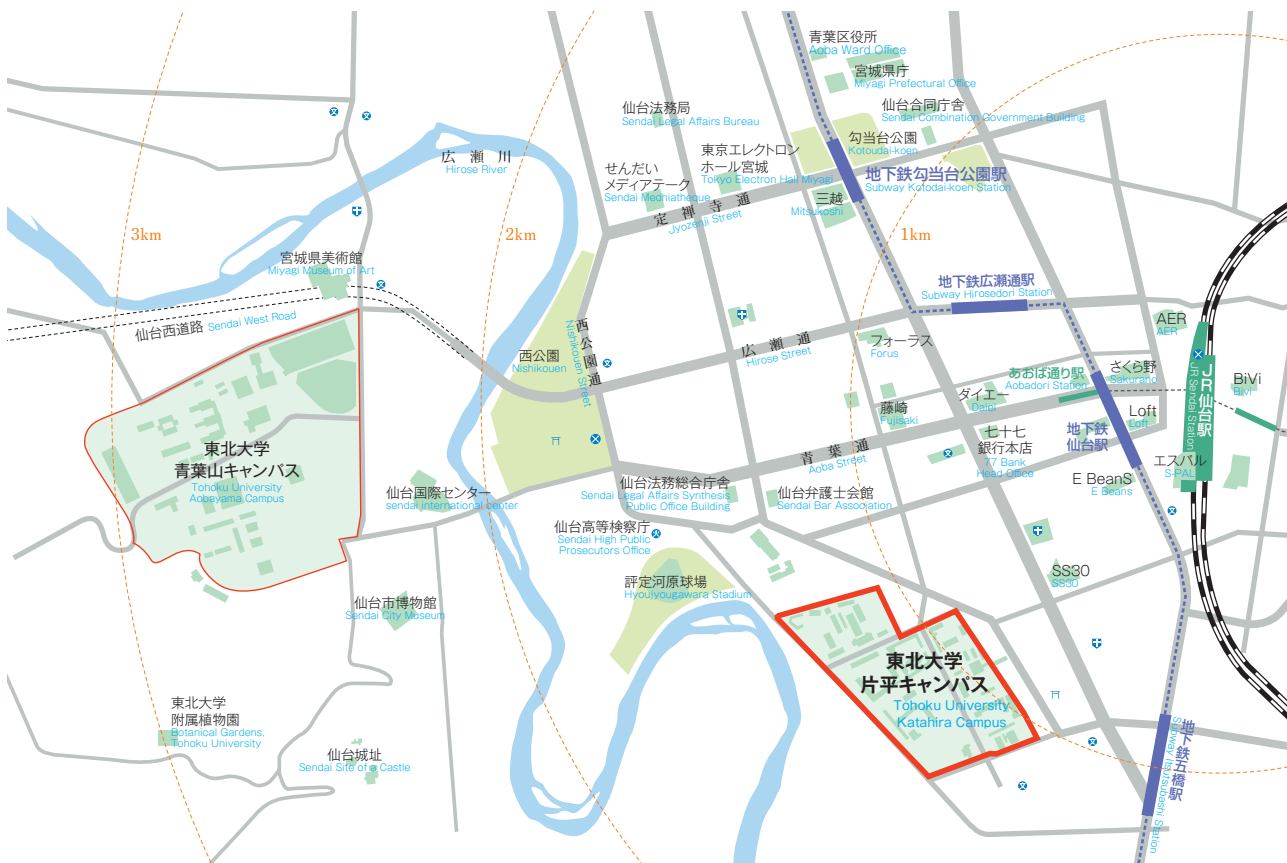 青葉区役所
Aoba Ward Office
宮城県庁
Miyagi Prefectural Office
仙台合同庁舎
Sendai Combination Government Building
仙台法務局
Sendai Legal Affairs Bureau
勾当台公園
Kotoudai-koen
広瀬川
Hirose River
東京エレクトロン
ホール宮城
Tokyo Electron Hall Miyagi
せんだい
メディアテーク
Sendai Medhiatheque
地下鉄勾当台公園駅
Subway Kotodai-koen Station
三越
Mitsukoshi
定禅寺通
Jyozenji Street
3km
2km
1km
宮城県美術館
Miyagi Museum of Art
地下鉄広瀬通駅
Subway Hirosedori Station
仙台西道路 Sendai West Road
西公園通
Nishikouen Street
西公園
Nishikouen
広瀬通
Hirose Street
フォーラス
Forus
AER
AER
あおば通り駅
Aobadori Station
さくら野
Sakurano
JR仙台駅
JR Sendai Station
BiVi
BiVi
ダイエー
Daiei
藤崎
Fujisaki
Loft
Loft
地下鉄
仙台駅
七十七
銀行本店
77 Bank
Head Office
青葉通
Aoba Street
エスパル
S-PAL
E BeanS
E Beans
東北大学
青葉山キャンパス
Tohoku University
Aobayama Campus
仙台国際センター
sendai international center
仙台法務総合庁舎
Sendai Legal Affairs Synthesis
Public Office Building
仙台弁護士会館
Sendai Bar Association
仙台高等検察庁
Sendai High Public
Prosecutors Office
評定河原球場
Hyoujyougawara Stadium
SS30
SS30
仙台市博物館
Sendai City Museum
東北大学
片平キャンパス
Tohoku University
Katahira Campus
東北大学
附属植物園
Botanical Gardens,
Tohoku University
仙台城址
Sendai Site of a Castle
地下鉄五橋駅
Subway Itsutsubashi Station